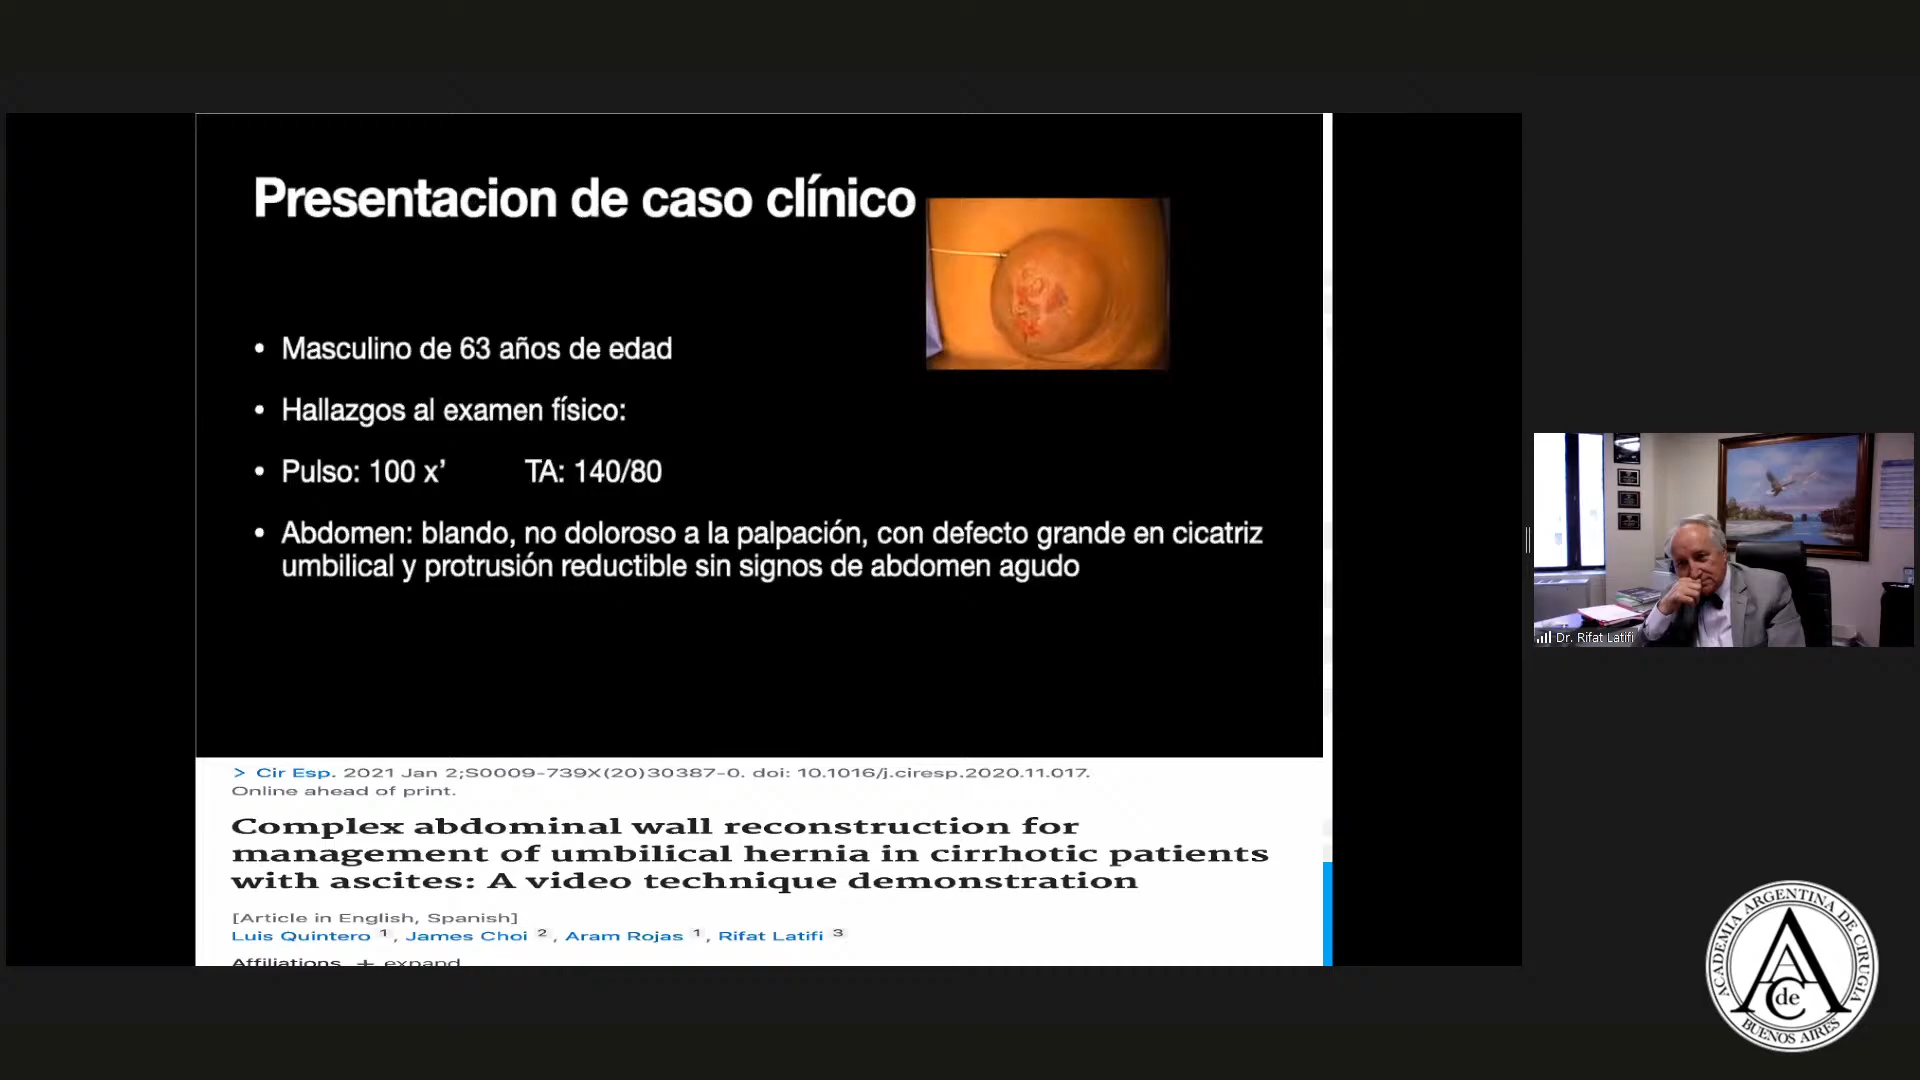 Presentacion de caso clínico
• Masculino de 63 años de edad
• Hallazgos al examen físico:
• Pulso: 100 x’ TA: 140/80
• Abdomen: blando, no doloroso a la palpación, con defecto grande en cicatriz
umbilical y protrusión reductible sin signos de abdomen agudo
> Cir Esp. 2021 Jan 2;S0009-739X(20)30387-0. doi: 10.1016/j.ciresp.2020.11.017.
Online ahead of print.
Complex abdominal wall reconstruction for
management of umbilical hernia in cirrhotic patients
with ascites: A video technique demonstration
[Article in English, Spanish]
Luis Quintero 1, James Choi 2, Aram Rojas 1, Rifat Latifi 3
Affiliations + expand
Dr. Rifat Latifi
ACADEMIA ARGENTINA DE CIRUGIA
AAC
de
BUENOS AIRES